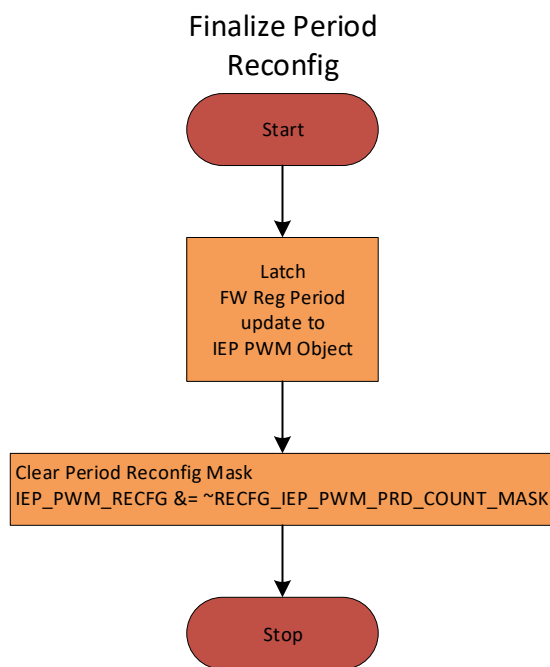 Finalize Period
Reconfig
Start
Latch
FW Reg Period
update to
IEP PWM Object
Clear Period Reconfig Mask
IEP_PWM_RECFG &= ~RECFG_IEP_PWM_PRD_COUNT_MASK
Stop